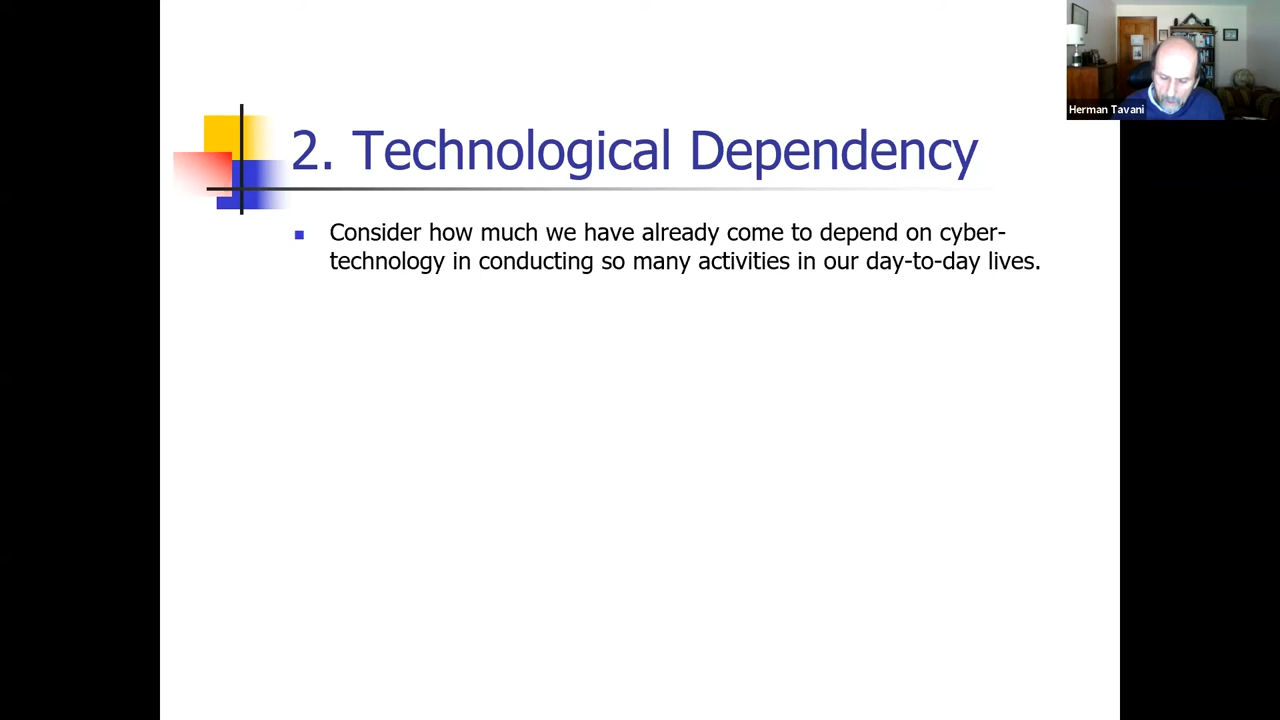 Herman Tavani
2. Technological Dependency
Consider how much we have already come to depend on cyber-
technology in conducting so many activities in our day-to-day lives.